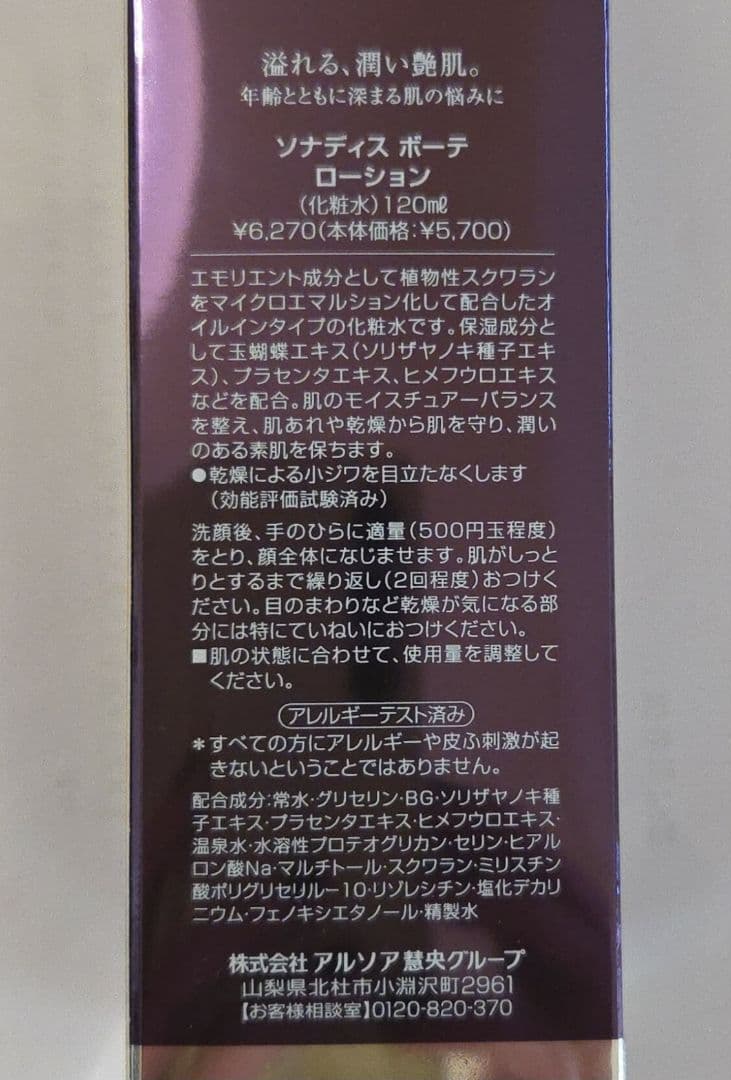 溢れる、潤い艶肌。
年齢とともに深まる肌の悩みに
ソナディス ボーテ
ローション
(化粧水)120㎖
¥6,270(本体価格:¥5,700)
エモリエント成分として植物性スクワラン
をマイクロエマルション化して配合したオ
イルインタイプの化粧水です。保湿成分と
して玉蝴蝶エキス(ソリザヤノキ種子エキ
ス)、プラセンタエキス、ヒメフウロエキス
などを配合。肌のモイスチュアーバランス
を整え、肌あれや乾燥から肌を守り、潤い
のある素肌を保ちます。
●乾燥による小ジワを目立たなくします
(効能評価試験済み)
洗顔後、手のひらに適量(500円玉程度)
をとり、顔全体になじませます。肌がしっと
りとするまで繰り返し(2回程度)おつけく
ださい。目のまわりなど乾燥が気になる部
分には特にていねいにおつけください。
■肌の状態に合わせて、使用量を調整して
ください。
アレルギーテスト済み
*すべての方にアレルギーや皮ふ刺激が起
きないということではありません。
配合成分:常水・グリセリン・BG・ソリザヤノキ種
子エキス・プラセンタエキス・ヒメフウロエキス・
温泉水・水溶性プロテオグリカン・セリン・ヒアル
ロン酸Na・マルチトール・スクワラン・ミリスチン
酸ポリグリセリル-10・リゾレシチン・塩化デカリ
ニウム・フェノキシエタノール・精製水
株式会社 アルソア 慧央グループ
山梨県北杜市小淵沢町2961
【お客様相談室】0120-820-370